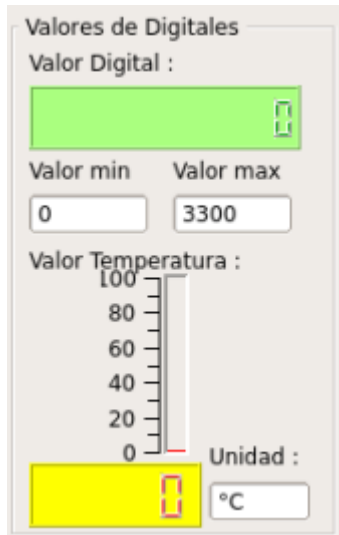 Valores de Digitales
Valor Digital :
0
Valor min Valor max
0 3300
Valor Temperatura :
100
80
60
40
20
0
Unidad :
0 °C